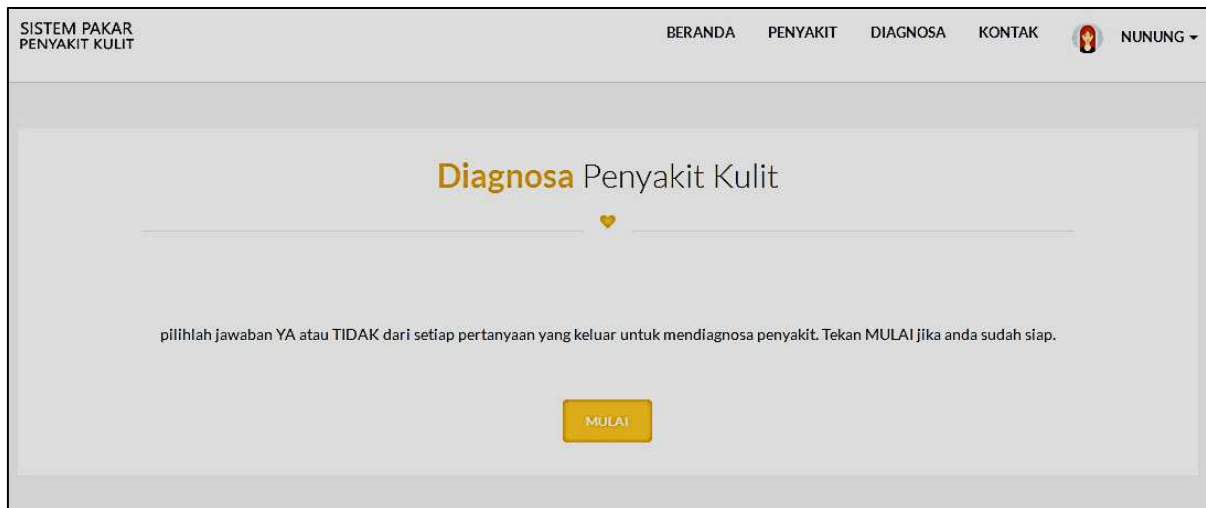 SISTEM PAKAR
PENYAKIT KULIT
BERANDA PENYAKIT DIAGNOSA KONTAK NUNUNG
Diagnosa Penyakit Kulit
pilihlah jawaban YA atau TIDAK dari setiap pertanyaan yang keluar untuk mendiagnosa penyakit. Tekan MULAI jika anda sudah siap.
MULAI